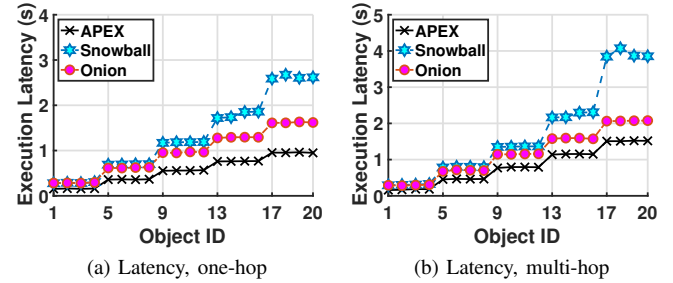 Execution Latency (s)
4
3
2
1
0
APEX
Snowball
Onion
1 5 9 13 17 20
Object ID
(a) Latency, one-hop
Execution Latency (s)
5
4
3
2
1
0
APEX
Snowball
Onion
1 5 9 13 17 20
Object ID
(b) Latency, multi-hop